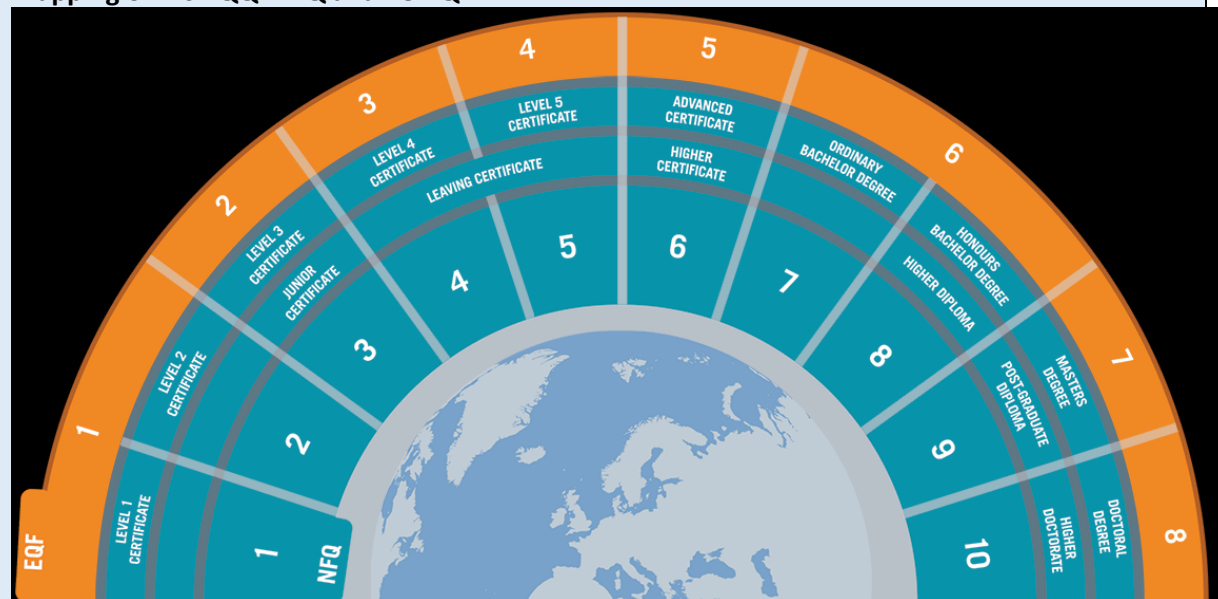 EQF
1
2
3
4
5
6
7
8
LEVEL 1
CERTIFICATE
LEVEL 2
CERTIFICATE
LEVEL 3
CERTIFICATE
LEVEL 4
CERTIFICATE
LEVEL 5
CERTIFICATE
ADVANCED
CERTIFICATE
ORDINARY
BACHELOR DEGREE
HONOURS
BACHELOR DEGREE
MASTERS
DEGREE
DOCTORAL
DEGREE
JUNIOR
CERTIFICATE
LEAVING CERTIFICATE
HIGHER
CERTIFICATE
HIGHER DIPLOMA
POST-GRADUATE
DIPLOMA
HIGHER
DOCTORATE
NFQ
1
2
3
4
5
6
7
8
9
10